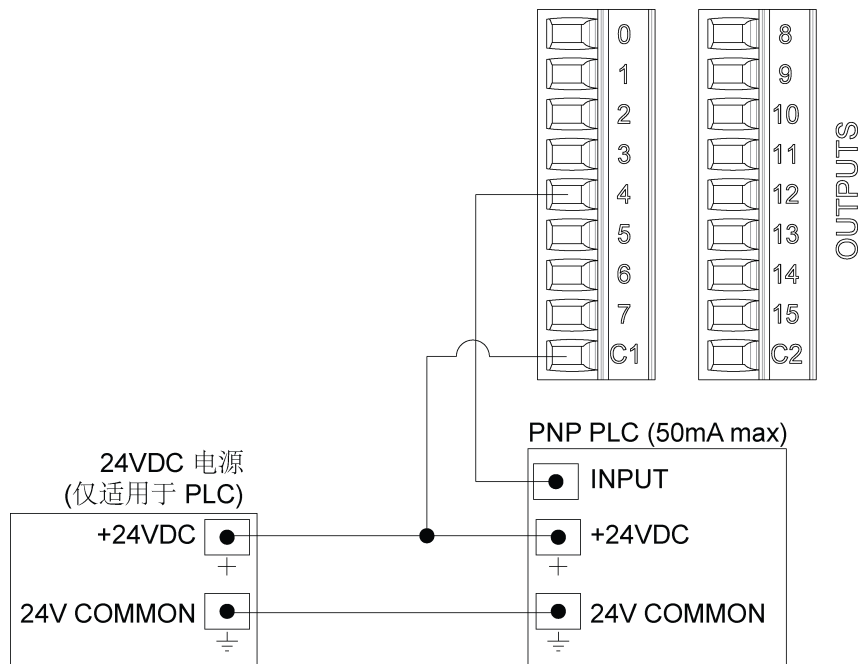 0
1
2
3
4
5
6
7
C1
8
9
10
11
12
13
14
15
C2
OUTPUTS
24VDC 电源
(仅适用于 PLC)
+24VDC
24V COMMON
PNP PLC (50mA max)
INPUT
+24VDC
24V COMMON